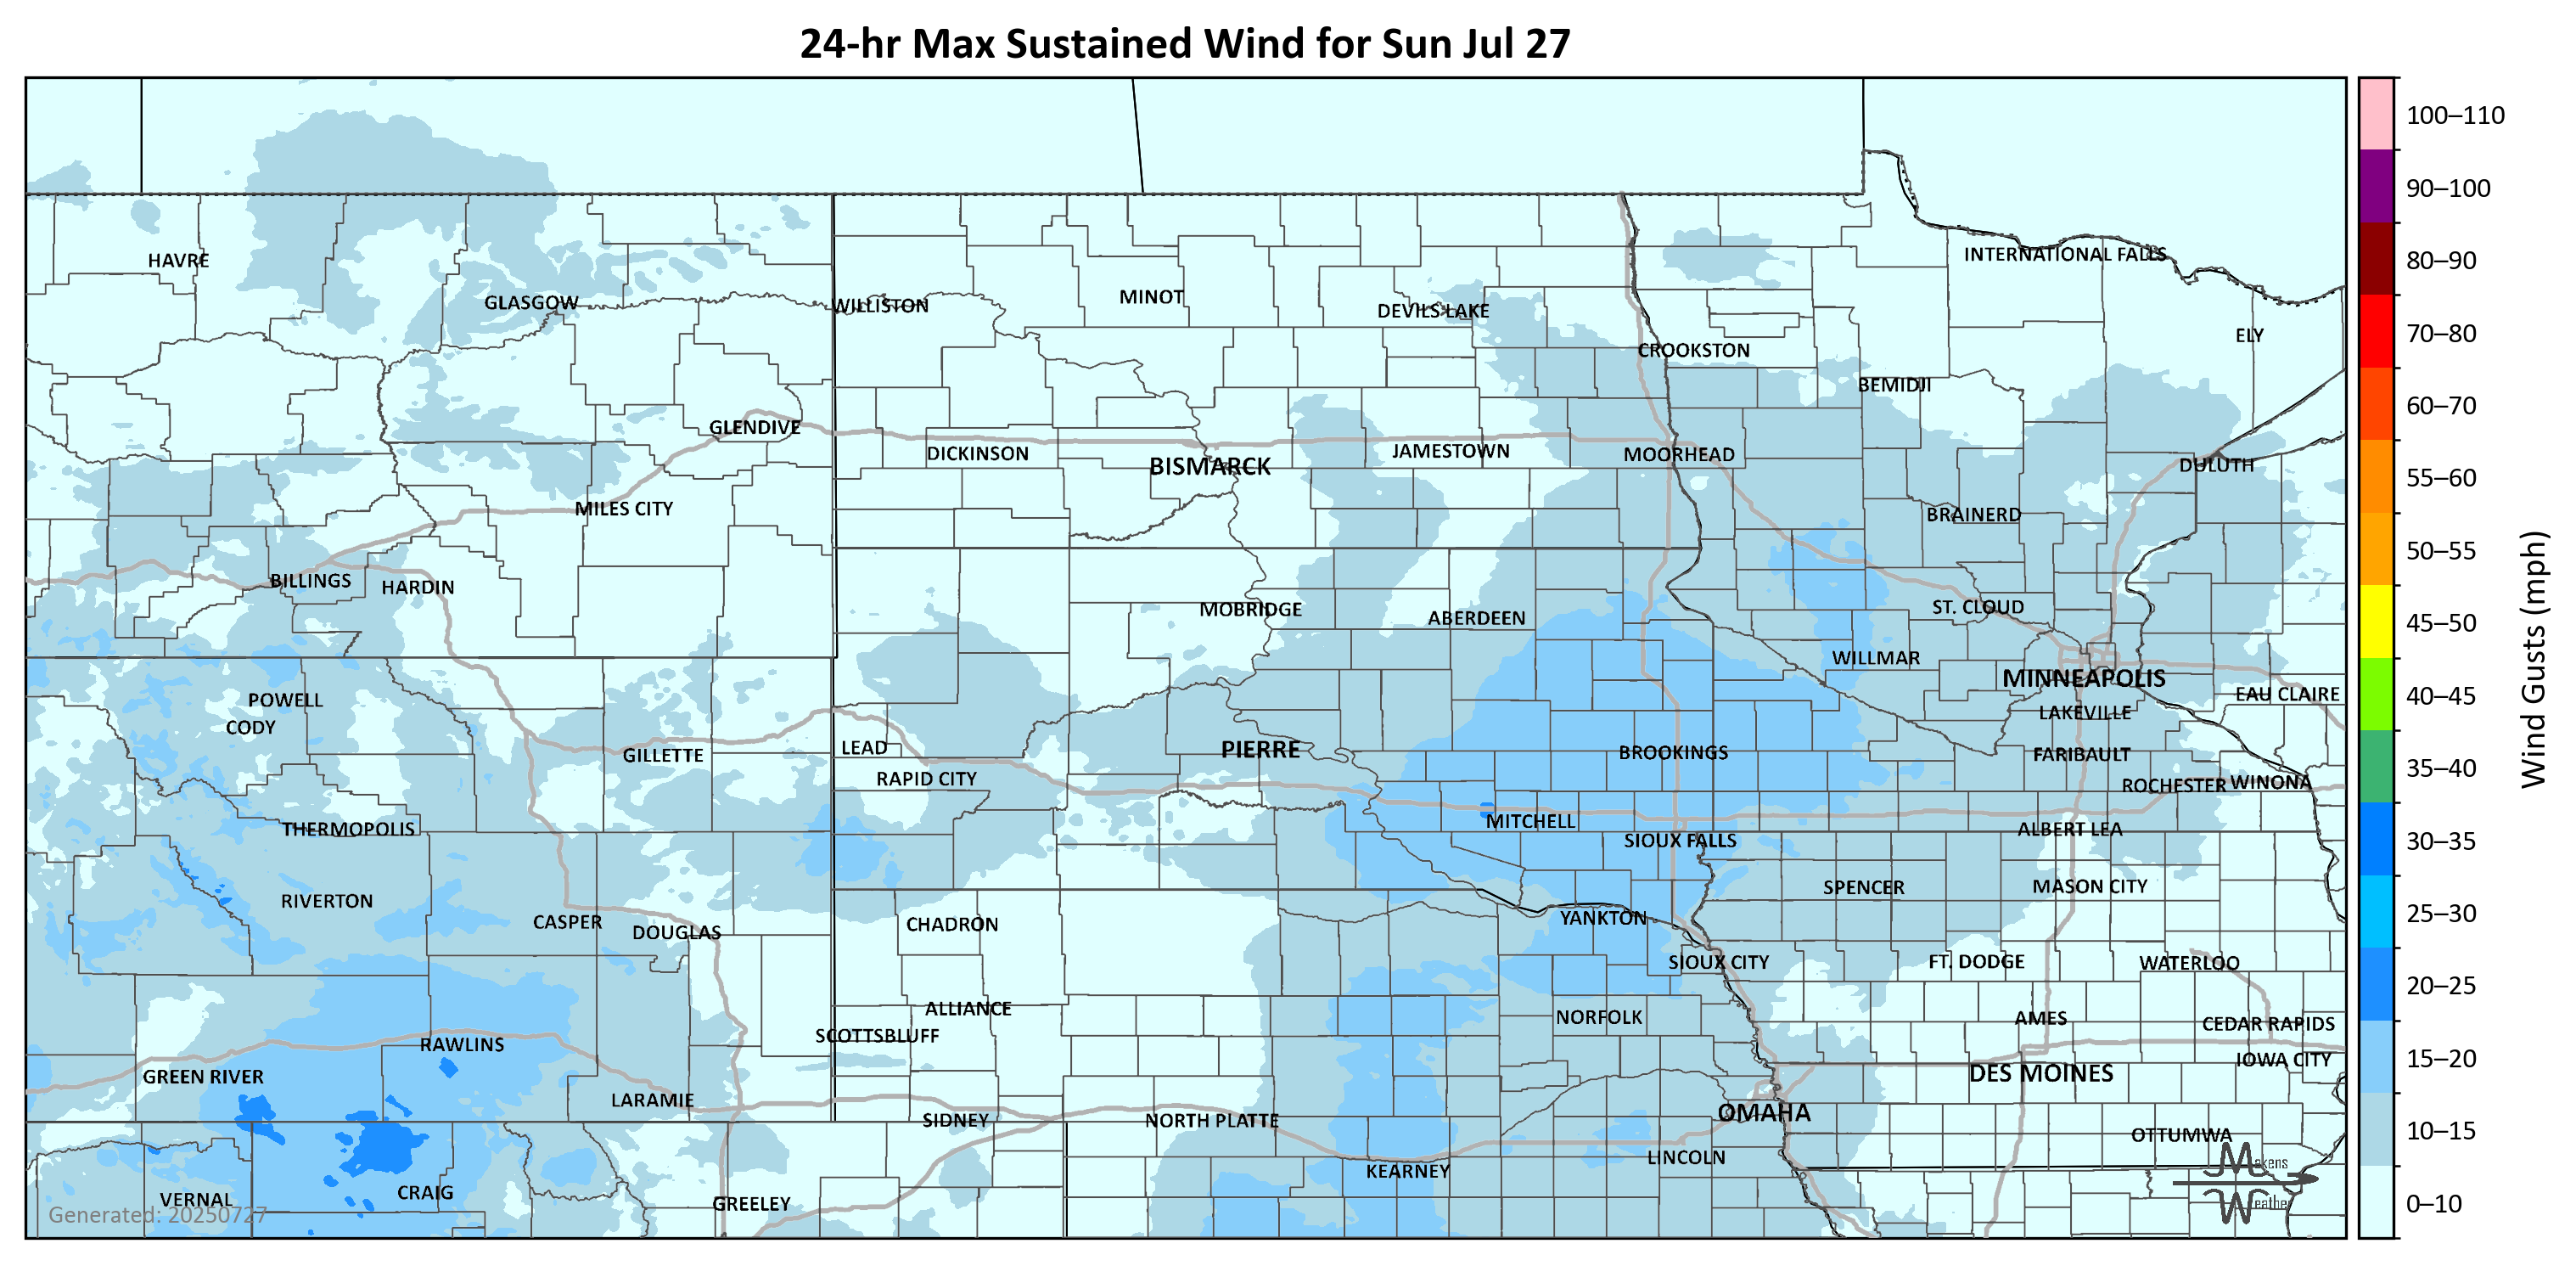 24-hr Max Sustained Wind for Sun Jul 27
INTERNATIONAL FALLS
HAVRE
GLASGOW
WILLISTON
MINOT
DEVILS LAKE
ELY
CROOKSTON
BEMIDJI
GLENDIVE
DICKINSON
BISMARCK
JAMESTOWN
MOORHEAD
DULUTH
MILES CITY
BRAINERD
BILLINGS
HARDIN
MOBRIDGE
ABERDEEN
ST. CLOUD
WILLMAR
MINNEAPOLIS
EAU CLAIRE
POWELL
CODY
LAKEVILLE
GILLETTE
LEAD
PIERRE
BROOKINGS
FARIBAULT
RAPID CITY
ROCHESTER
WINONA
THERMOPOLIS
MITCHELL
SIOUX FALLS
ALBERT LEA
RIVERTON
SPENCER
MASON CITY
CASPER
DOUGLAS
CHADRON
YANKTON
SIOUX CITY
FT. DODGE
WATERLOO
ALLIANCE
NORFOLK
AMES
CEDAR RAPIDS
SCOTTSBLUFF
RAWLINS
IOWA CITY
GREEN RIVER
DES MOINES
LARAMIE
SIDNEY
NORTH PLATTE
OMAHA
OTTUMWA
KEARNEY
LINCOLN
VERNAL
CRAIG
GREELEY
Generated: 20250727
Makens
Weather
100–110
90–100
80–90
70–80
60–70
55–60
50–55
45–50
40–45
35–40
30–35
25–30
20–25
15–20
10–15
0–10
Wind Gusts (mph)